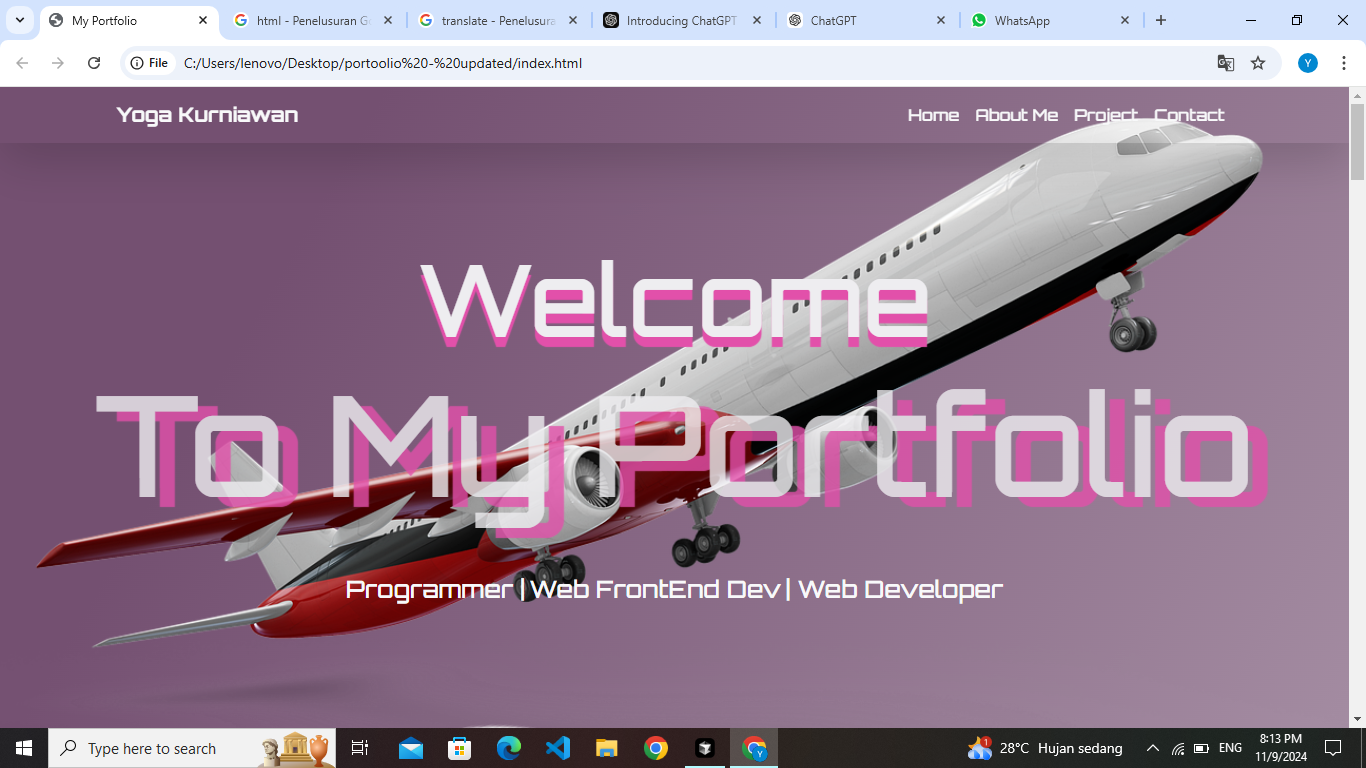 My Portfolio
html - Penelusuran G
translate - Penelusura
Introducing ChatGPT
ChatGPT
WhatsApp
File
C:/Users/lenovo/Desktop/portoolio%20-%20updated/index.html
Y
Yoga Kurniawan
Home About Me Project Contact
Welcome
To My Portfolio
Programmer | Web FrontEnd Dev | Web Developer
Type here to search
Y
1
28°C Hujan sedang
ENG
8:13 PM
11/9/2024